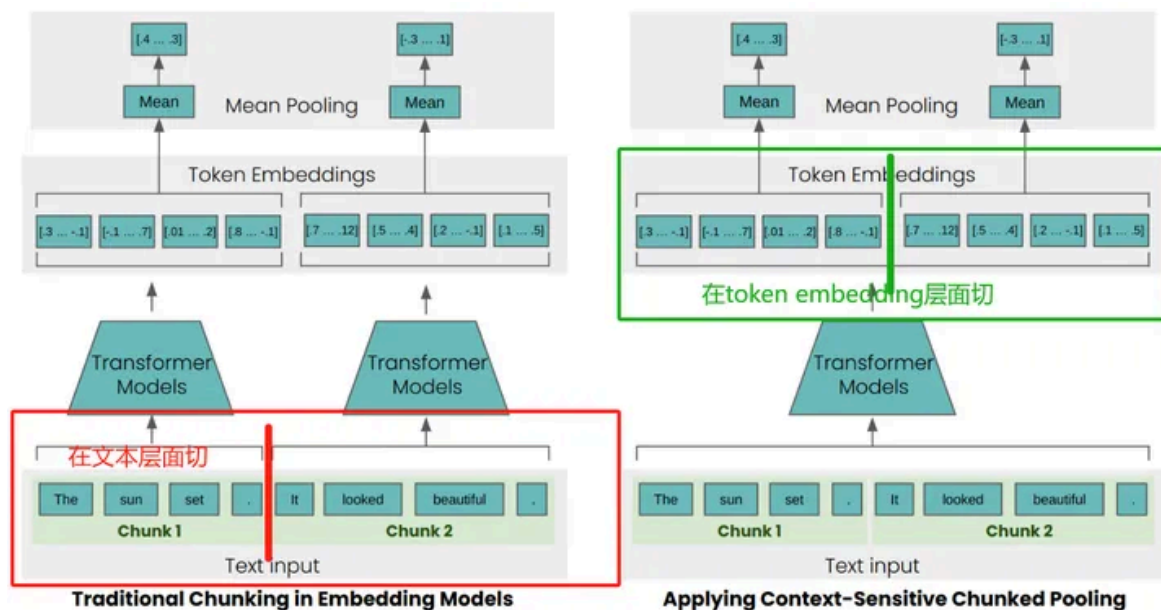 [.4 ... .3]
[-.3 ... .1]
Mean
Mean
Mean Pooling
Token Embeddings
[.3 ... -.1]
[-.1 ... .7]
[.01 ... .2]
[.8 ... -.1]
[.7 ... .12]
[.5 ... .4]
[.2 ... -.1]
[.1 ... .5]
Transformer
Models
Transformer
Models
在文本层面切
The
sun
set
.
It
looked
beautiful
.
Chunk 1
Chunk 2
Text input
Traditional Chunking in Embedding Models
[.4 ... .3]
[-.3 ... .1]
Mean
Mean
Mean Pooling
Token Embeddings
[.3 ... -.1]
[-.1 ... .7]
[.01 ... .2]
[.8 ... -.1]
[.7 ... .12]
[.5 ... .4]
[.2 ... -.1]
[.1 ... .5]
在token embedding层面切
Transformer
Models
The
sun
set
.
It
looked
beautiful
.
Chunk 1
Chunk 2
Text input
Applying Context-Sensitive Chunked Pooling